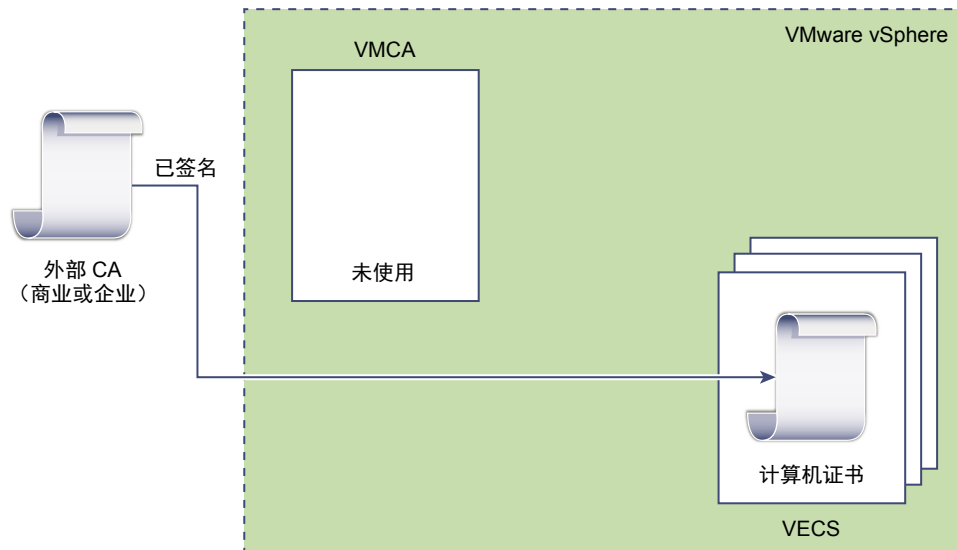 VMware vSphere
VMCA
已签名
外部 CA
（商业或企业）
未使用
计算机证书
VECS